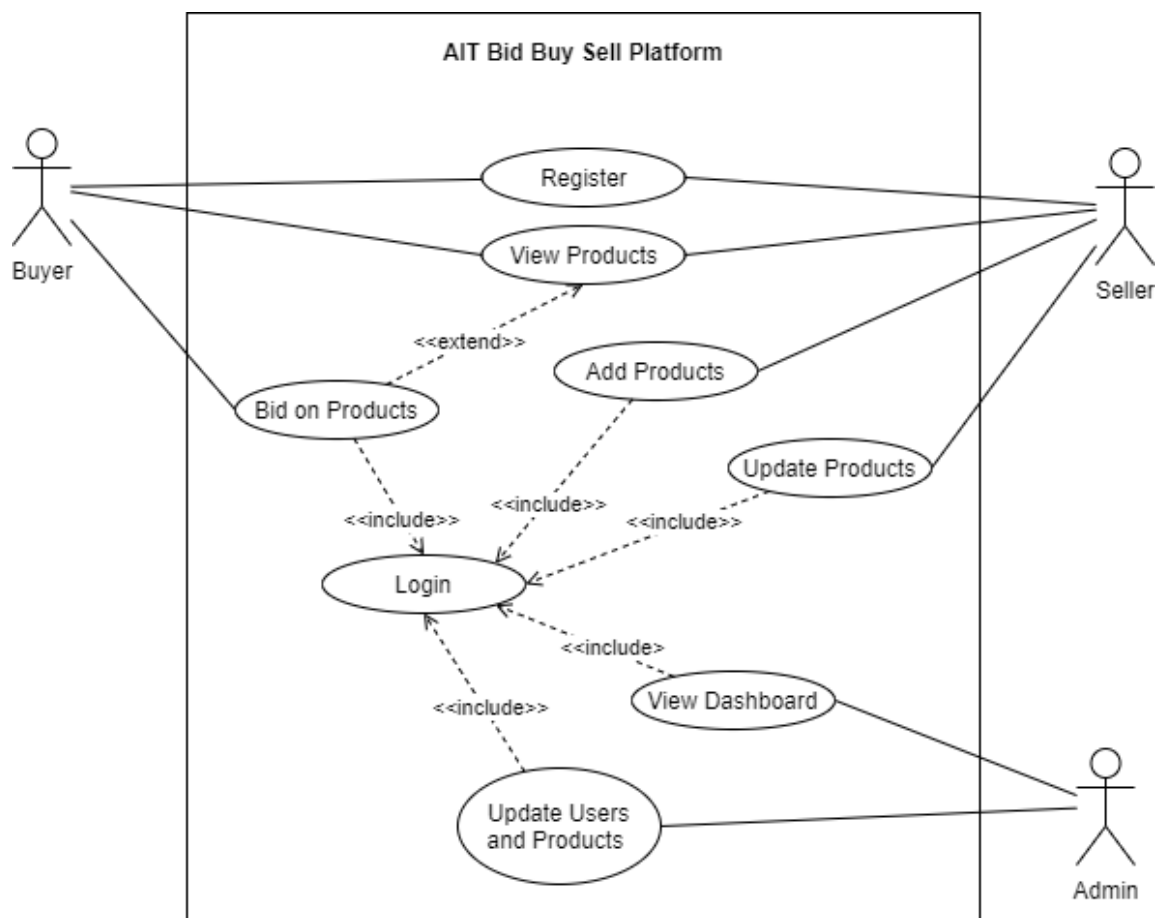 AIT Bid Buy Sell Platform
Register
View Products
Buyer
Seller
<<extend>>
Add Products
Bid on Products
Update Products
<<include>>
<<include>>
<<include>>
Login
<<include>
View Dashboard
<<include>>
Update Users
and Products
Admin